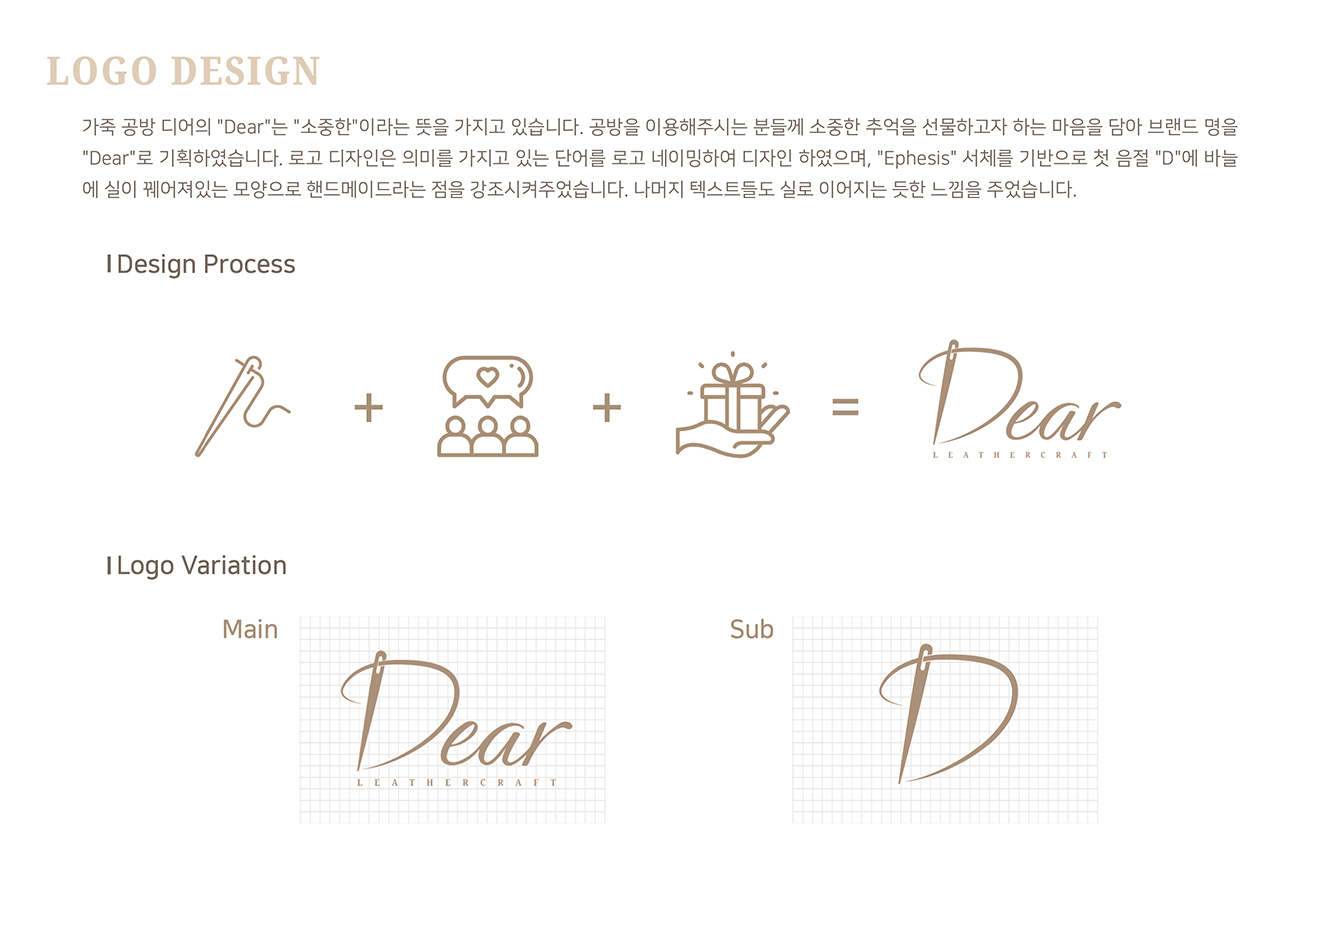 LOGO DESIGN
가죽 공방 디어의 "Dear"는 "소중한"이라는 뜻을 가지고 있습니다. 공방을 이용해주시는 분들께 소중한 추억을 선물하고자 하는 마음을 담아 브랜드 명을
"Dear"로 기획하였습니다. 로고 디자인은 의미를 가지고 있는 단어를 로고 네이밍하여 디자인 하였으며, "Ephesis" 서체를 기반으로 첫 음절 "D"에 바늘
에 실이 꿰어져있는 모양으로 핸드메이드라는 점을 강조시켜주었습니다. 나머지 텍스트들도 실로 이어지는 듯한 느낌을 주었습니다.
Design Process
+ + =
Dear
LEATHERCRAFT
Logo Variation
Main
Dear
LEATHERCRAFT
Sub
D